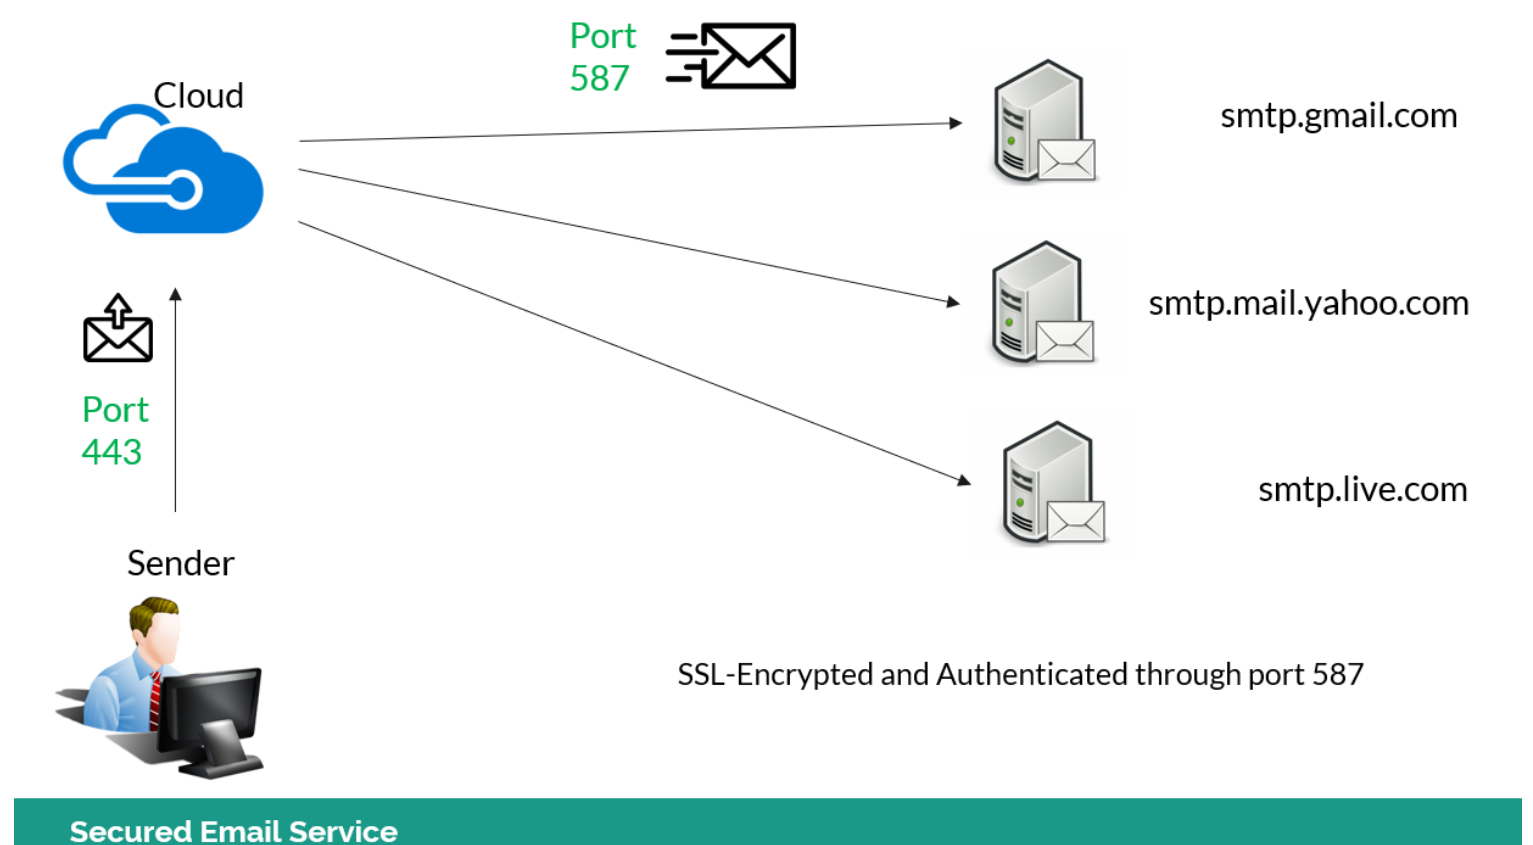 Port
587
Cloud
smtp.gmail.com
smtp.mail.yahoo.com
Port
443
smtp.live.com
Sender
SSL-Encrypted and Authenticated through port 587
Secured Email Service